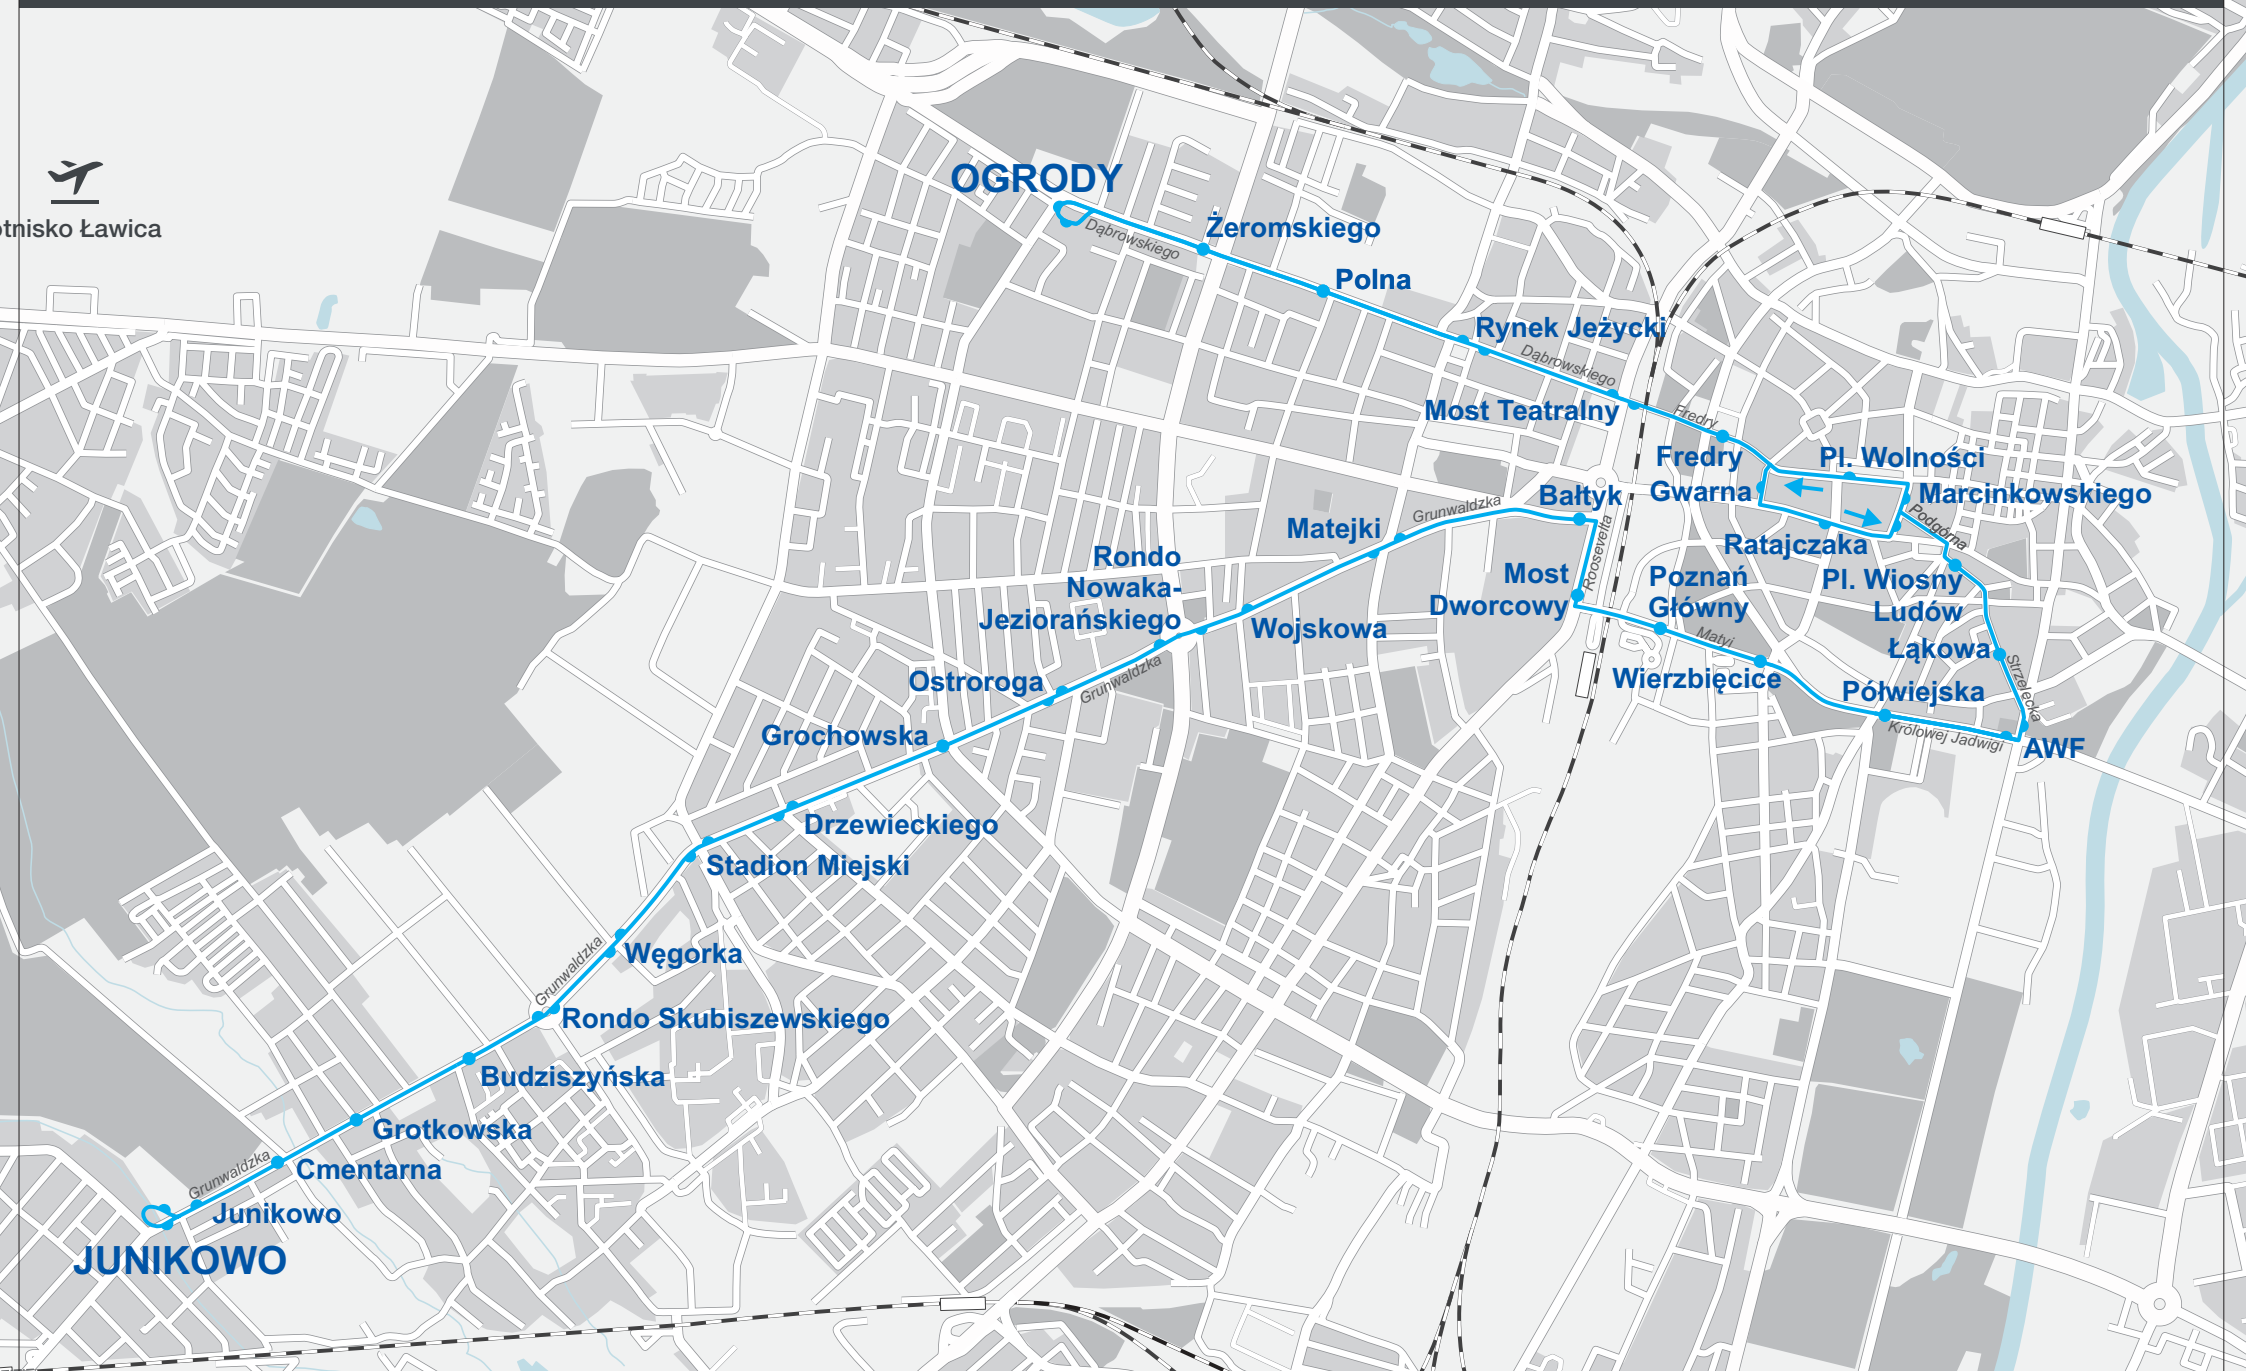 OGRODY
otnisko Ławica
Żeromskiego
Dąbrowskiego
Polna
Rynek Jeżycki
Dąbrowskiego
Most Teatralny
Fredry
Fredry
Pl. Wolności
Gwarna
Marcinkowskiego
Bałtyk
Grunwaldzka
Matejki
Podgórna
Ratajczaka
Roosevelta
Rondo
Nowaka-
Jeziorańskiego
Most
Dworcowy
Poznań
Główny
Pl. Wiosny
Ludów
Wojskowa
Matyi
Łąkowa
Strzelecka
Wierzbięcice
Półwiejska
Ostroroga
Grunwaldzka
Królowej Jadwigi
AWF
Grochowska
Drzewieckiego
Stadion Miejski
Węgorka
Grunwaldzka
Rondo Skubiszewskiego
Budziszyńska
Grotkowska
Cmentarna
Grunwaldzka
Junikowo
JUNIKOWO